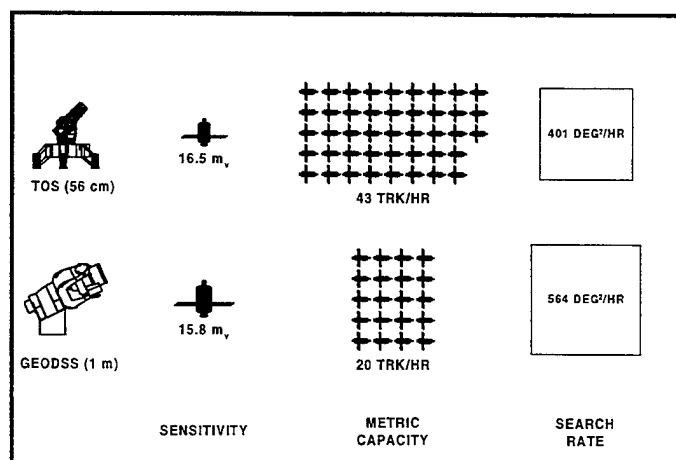 401 DEG²/HR
16.5 mᵥ
TOS (56 cm)
43 TRK/HR
564 DEG²/HR
15.8 mᵥ
GEODSS (1 m)
20 TRK/HR
SENSITIVITY
METRIC
CAPACITY
SEARCH
RATE